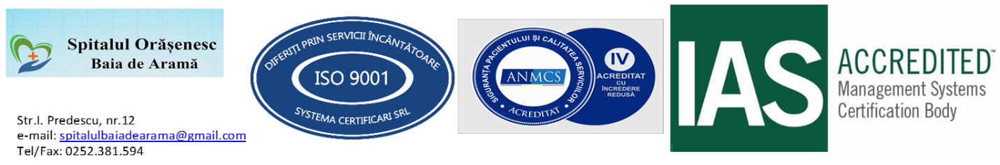 Spitalul Orășenesc
Baia de Aramă
Str.I. Predescu, nr.12
e-mail: spitalulbaiadearama@gmail.com
Tel/Fax: 0252.381.594
DIFERIȚI PRIN SERVICII ÎNCÂNTĂTOARE
ISO 9001
SYSTEMA CERTIFICARI SRL
SIGURANȚA PACIENTULUI ȘI CALITATEA SERVICIILOR
ANMCS
• ACREDITAT •
IV
ACREDITAT
CU
ÎNCREDERE
REDUSĂ
IAS
ACCREDITED™
Management Systems
Certification Body